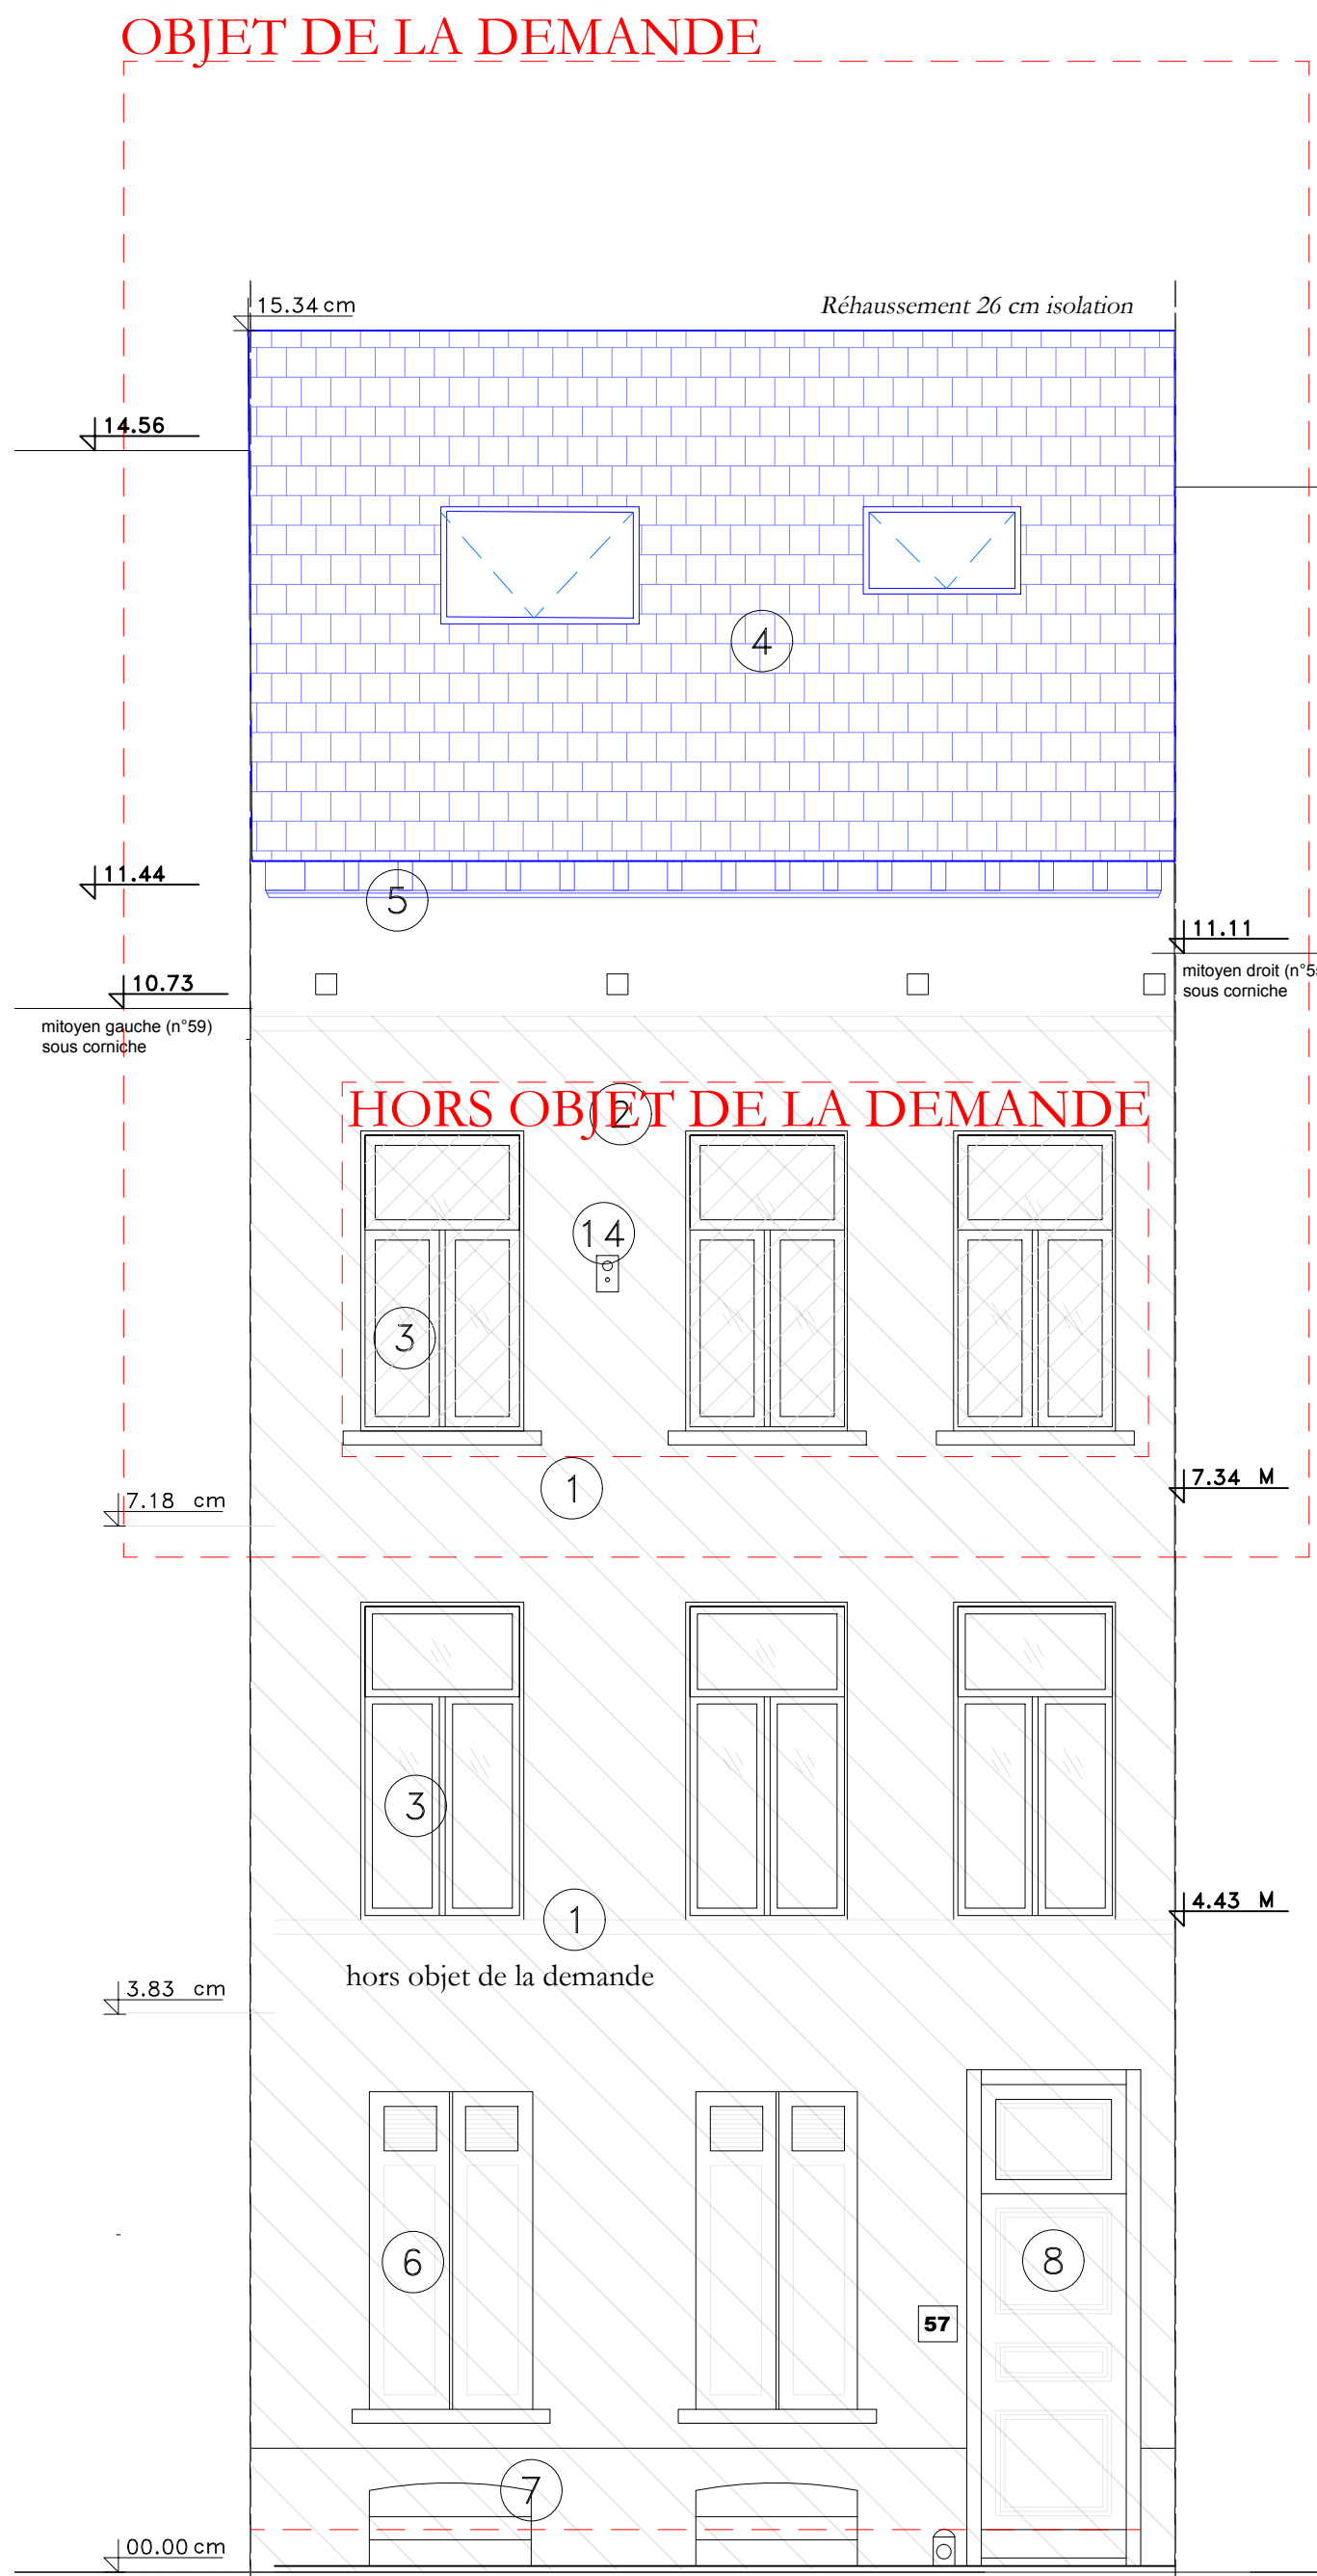 OBJET DE LA DEMANDE
15.34 cm
Réhaussement 26 cm isolation
14.56
4
11.44
5
11.11
mitoyen droit (n°55
sous corniche
10.73
mitoyen gauche (n°59)
sous corniche
HORS OBJET DE LA DEMANDE
2
14
3
1
7.34 M
7.18 cm
3
4.43 M
1
hors objet de la demande
3.83 cm
6
8
57
7
00.00 cm